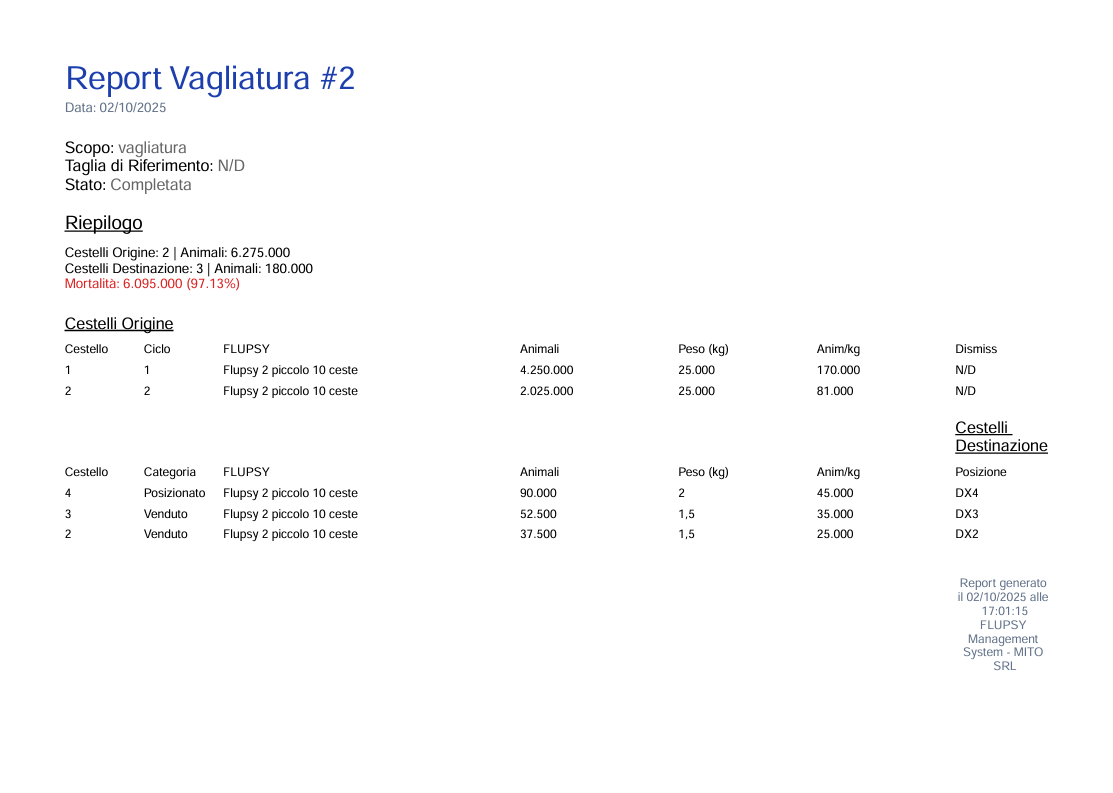 Report Vagliatura #2
Data: 02/10/2025
Scopo: vagliatura
Taglia di Riferimento: N/D
Stato: Completata
Riepilogo
Cestelli Origine: 2 | Animali: 6.275.000
Cestelli Destinazione: 3 | Animali: 180.000
Mortalità: 6.095.000 (97.13%)
Cestelli Origine
Cestello Ciclo FLUPSY Animali Peso (kg) Anim/kg Dismiss
1 1 Flupsy 2 piccolo 10 ceste 4.250.000 25.000 170.000 N/D
2 2 Flupsy 2 piccolo 10 ceste 2.025.000 25.000 81.000 N/D
Cestelli
Destinazione
Cestello Categoria FLUPSY Animali Peso (kg) Anim/kg Posizione
4 Posizionato Flupsy 2 piccolo 10 ceste 90.000 2 45.000 DX4
3 Venduto Flupsy 2 piccolo 10 ceste 52.500 1,5 35.000 DX3
2 Venduto Flupsy 2 piccolo 10 ceste 37.500 1,5 25.000 DX2
Report generato
il 02/10/2025 alle
17:01:15
FLUPSY
Management
System - MITO
SRL